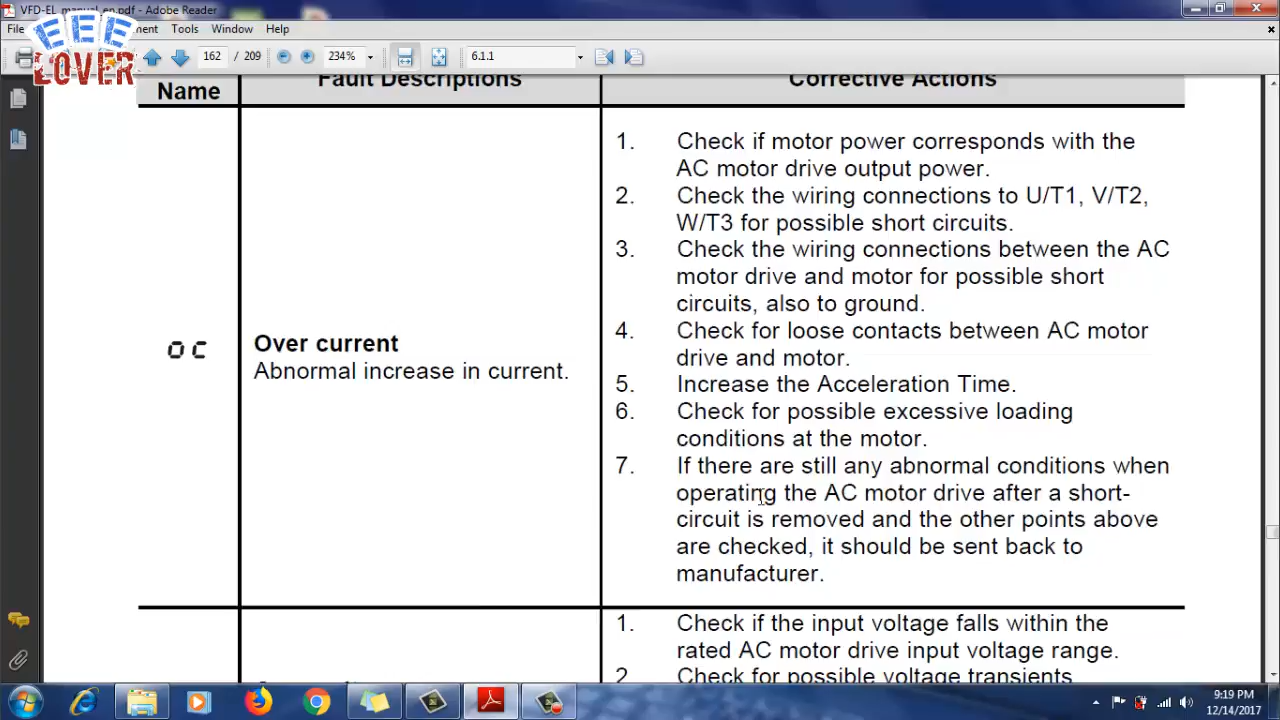 VFD-EL manual_en.pdf - Adobe Reader
File ment Tools Window Help
EEE
LOVER
162 / 209 234% 6.1.1
Name Fault Descriptions Corrective Actions
oc
Over current
Abnormal increase in current.
1. Check if motor power corresponds with the
AC motor drive output power.
2. Check the wiring connections to U/T1, V/T2,
W/T3 for possible short circuits.
3. Check the wiring connections between the AC
motor drive and motor for possible short
circuits, also to ground.
4. Check for loose contacts between AC motor
drive and motor.
5. Increase the Acceleration Time.
6. Check for possible excessive loading
conditions at the motor.
7. If there are still any abnormal conditions when
operating the AC motor drive after a short-
circuit is removed and the other points above
are checked, it should be sent back to
manufacturer.
1. Check if the input voltage falls within the
rated AC motor drive input voltage range.
2 Check for possible voltage transients
9:19 PM
12/14/2017